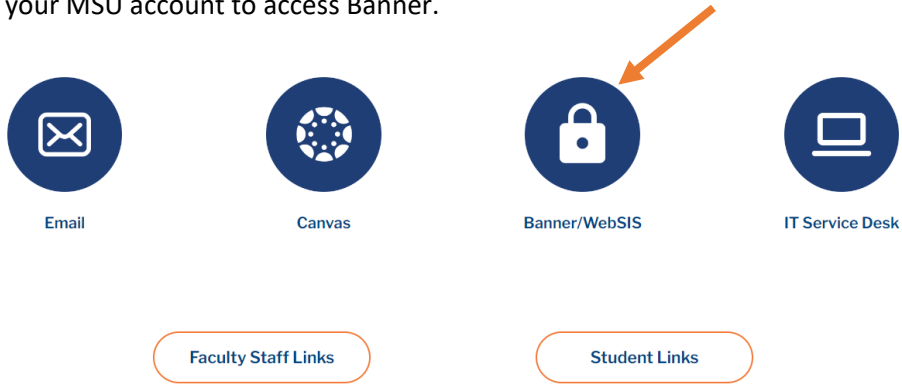 your MSU account to access Banner.
Email
Canvas
Banner/WebSIS
IT Service Desk
Faculty Staff Links
Student Links